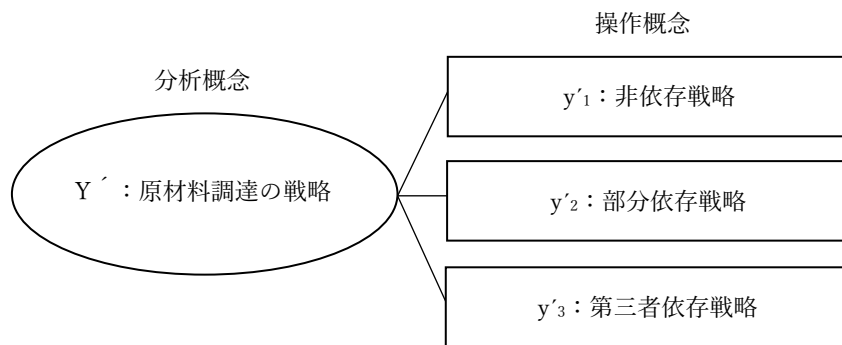 操作概念
分析概念
y′₁：非依存戦略
Y´：原材料調達の戦略
y′₂：部分依存戦略
y′₃：第三者依存戦略